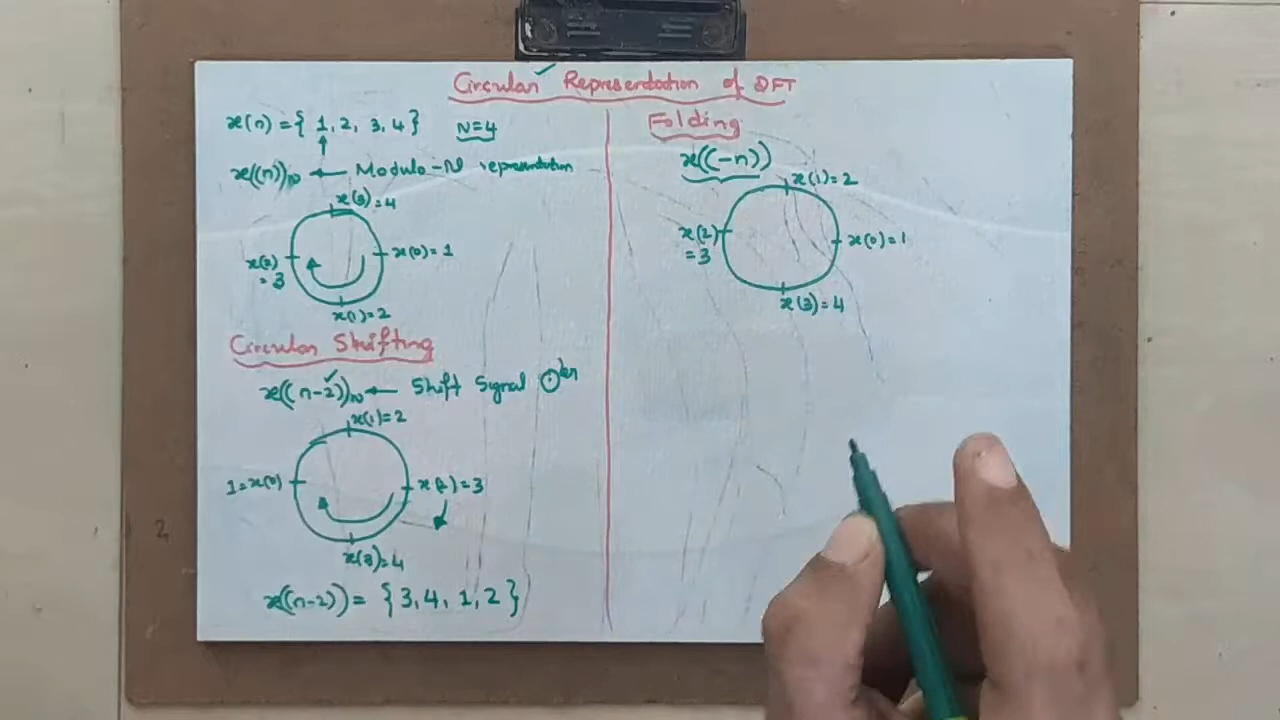 Circular Representation of DFT
x(n) = { 1, 2, 3, 4 } N=4
↑
x((n))N ← Modulo-N representation
x(3)=4
x(2)
=3
x(0)=1
x(1)=2
Circular Shifting
x((n-2))N ← Shift Signal
x(1)=2
1=x(0)
x(2)=3
x(3)=4
x((n-2)) = { 3, 4, 1, 2 }
Folding
x((-n))
x(1)=2
x(2)
=3
x(0)=1
x(3)=4